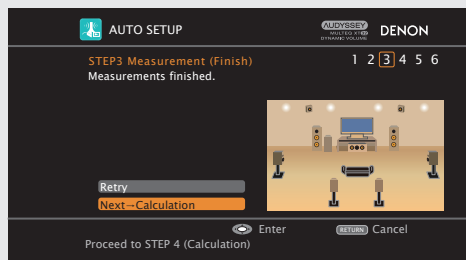 AUTO SETUP
AUDYSSEY
MULTEQ XT32
DYNAMIC VOLUME
DENON
STEP3 Measurement (Finish)
1 2 3 4 5 6
Measurements finished.
Retry
Next→Calculation
Enter
RETURN Cancel
Proceed to STEP 4 (Calculation)